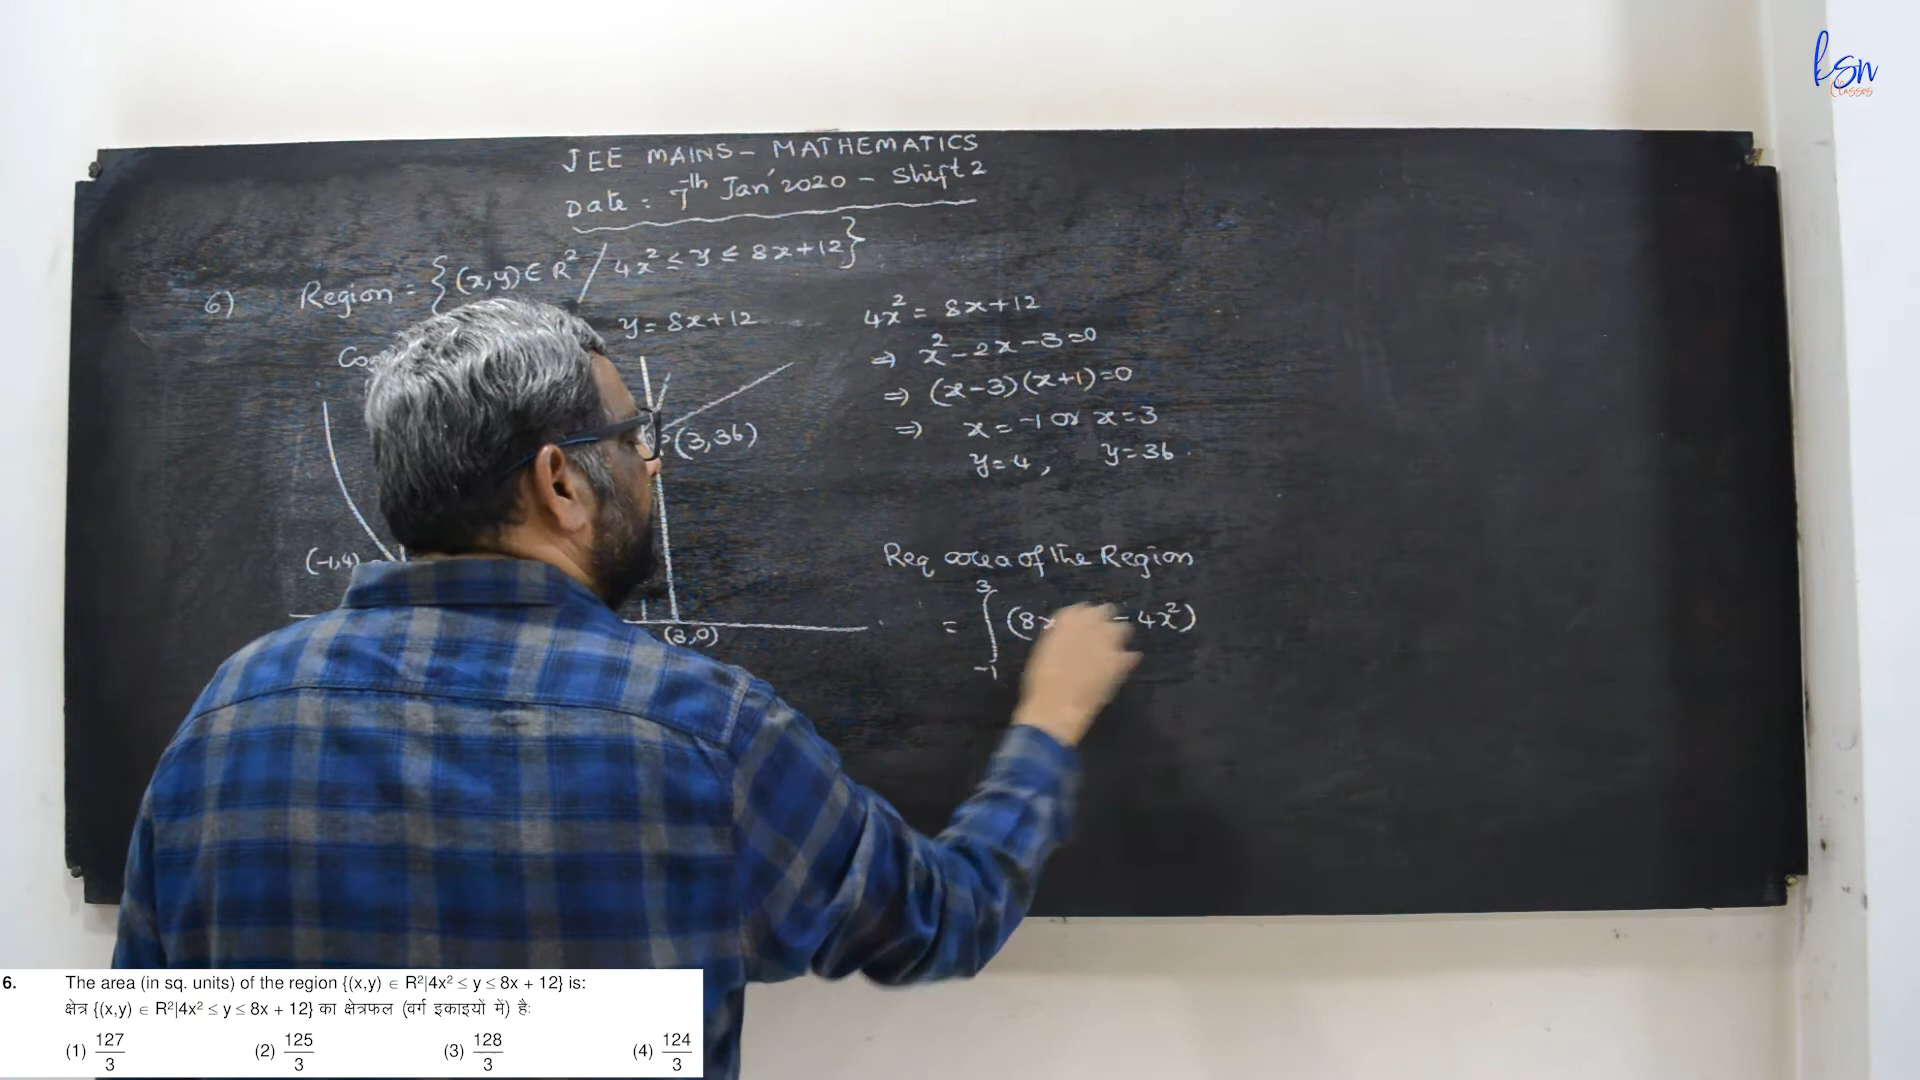 ksn
Classes
JEE MAINS - MATHEMATICS
Date : 7th Jan' 2020 - Shift 2
6) Region = {(x,y) ∈ R² / 4x² ≤ y ≤ 8x+12}
y = 8x+12
(3,36)
(-1,4)
(3,0)
4x² = 8x+12
⇒ x² - 2x - 3 = 0
⇒ (x-3)(x+1) = 0
⇒ x = -1 or x = 3
y = 4, y = 36.
Req area of the Region
= ∫₋₁³ (8x - 4x²)
6. The area (in sq. units) of the region {(x,y) ∈ R²|4x² ≤ y ≤ 8x + 12} is:
क्षेत्र {(x,y) ∈ R²|4x² ≤ y ≤ 8x + 12} का क्षेत्रफल (वर्ग इकाइयों में) है:
(1) 127/3 (2) 125/3 (3) 128/3 (4) 124/3